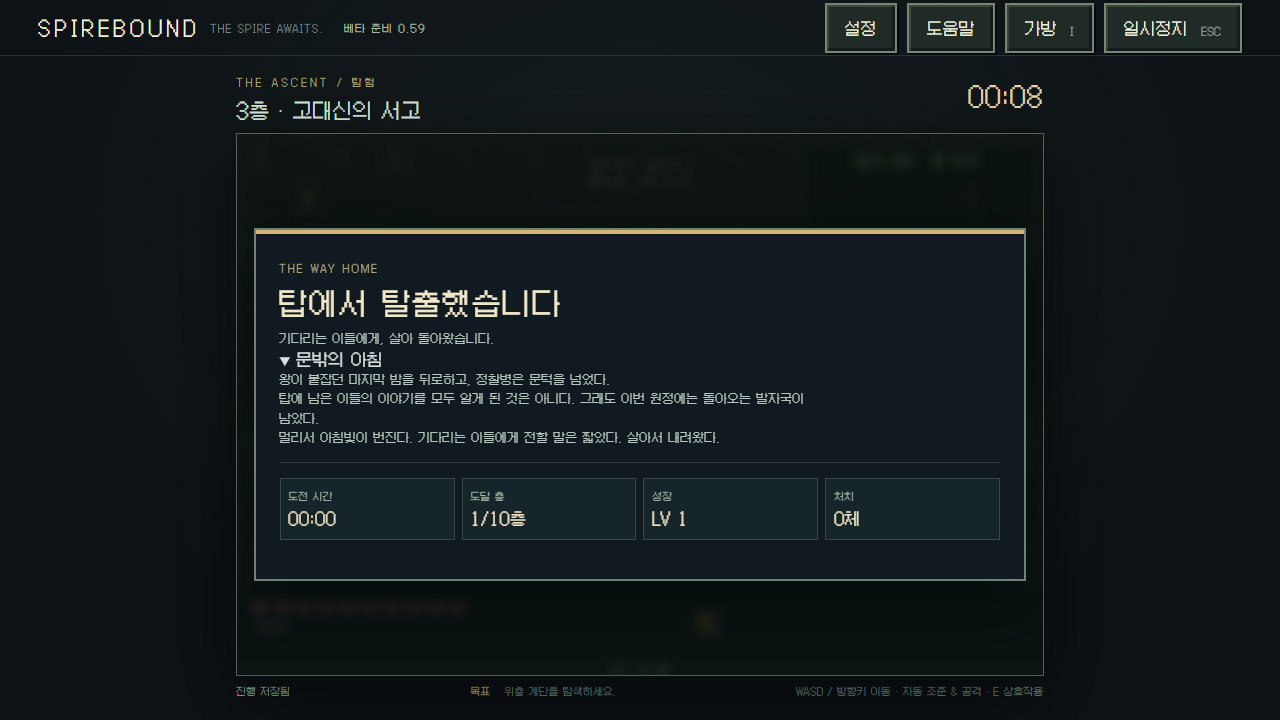 SPIREBOUND THE SPIRE AWAITS. 베타 준비 0.59 설정 도움말 가방 I 일시정지 ESC
THE ASCENT / 탐험
3층 · 고대신의 서고 00:08
THE WAY HOME
탑에서 탈출했습니다
기다리는 이들에게, 살아 돌아왔습니다.
▼ 문밖의 아침
왕이 붙잡던 마지막 밤을 뒤로하고, 정찰병은 문턱을 넘었다.
탑에 남은 이들의 이야기를 모두 알게 된 것은 아니다. 그래도 이번 원정에는 돌아오는 발자국이
남았다.
멀리서 아침빛이 번진다. 기다리는 이들에게 전할 말은 짧았다. 살아서 내려왔다.
도전 시간 도달 층 성장 처치
00:00 1/10층 LV 1 0체
진행 저장됨 목표 위층 계단을 탐색하세요. WASD / 방향키 이동 · 자동 조준 & 공격 · E 상호작용